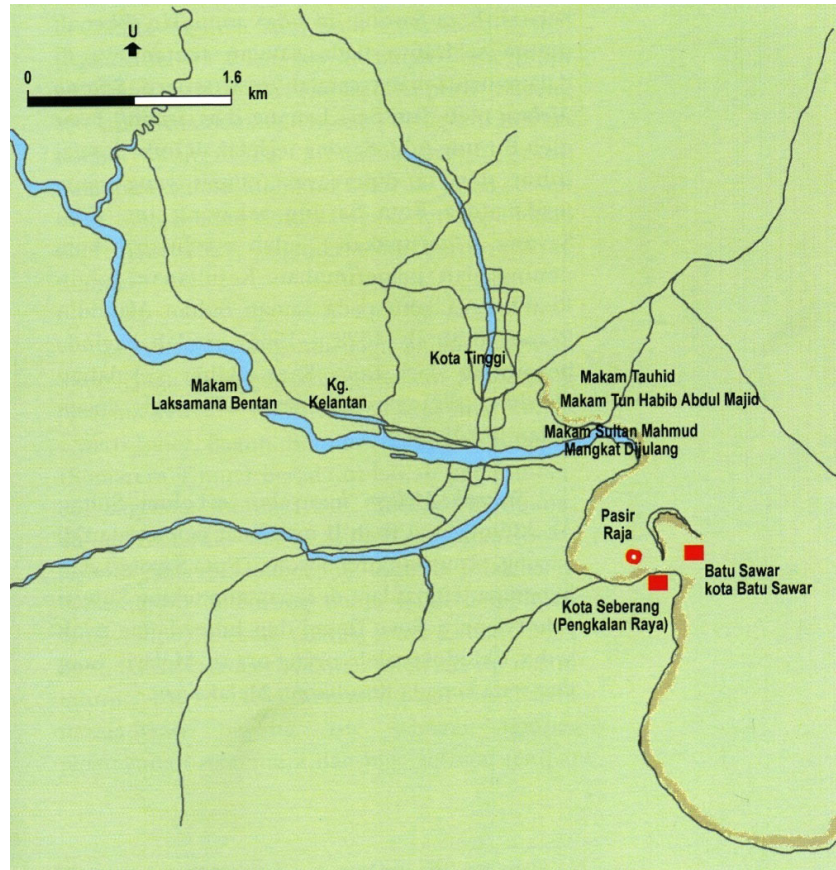 U
0 1.6
km
Kota Tinggi
Makam
Laksamana Bentan
Kg.
Kelantan
Makam Tauhid
Makam Tun Habib Abdul Majid
Makam Sultan Mahmud
Mangkat Dijulang
Pasir
Raja
Batu Sawar
kota Batu Sawar
Kota Seberang
(Pengkalan Raya)